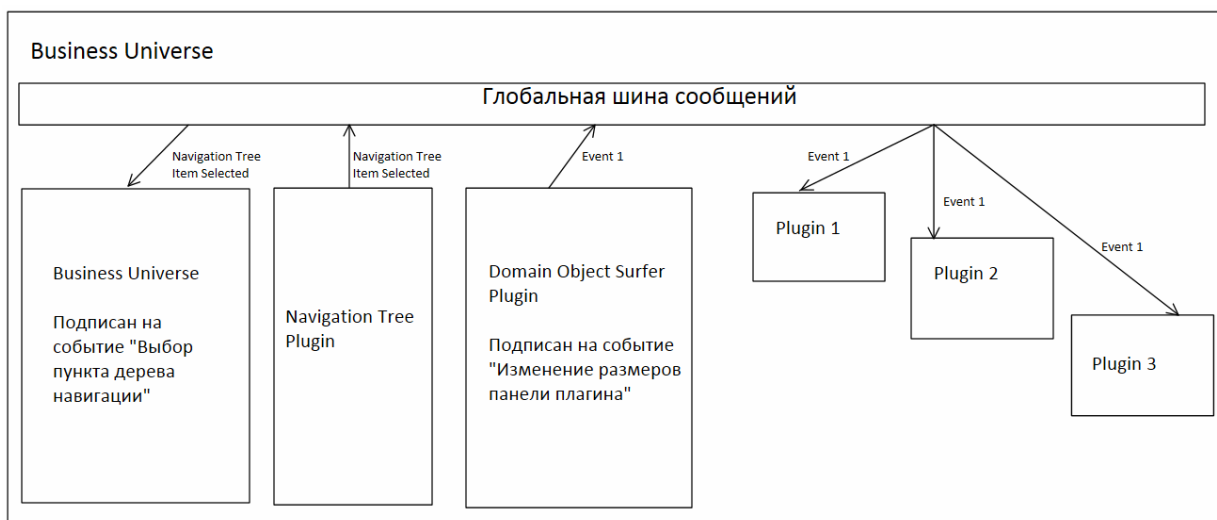 Business Universe
Глобальная шина сообщений
Navigation Tree
Item Selected
Navigation Tree
Item Selected
Event 1
Event 1
Event 1
Event 1
Business Universe
Подписан на
событие "Выбор
пункта дерева
навигации"
Navigation Tree
Plugin
Domain Object Surfer
Plugin
Подписан на событие
"Изменение размеров
панели плагина"
Plugin 1
Plugin 2
Plugin 3